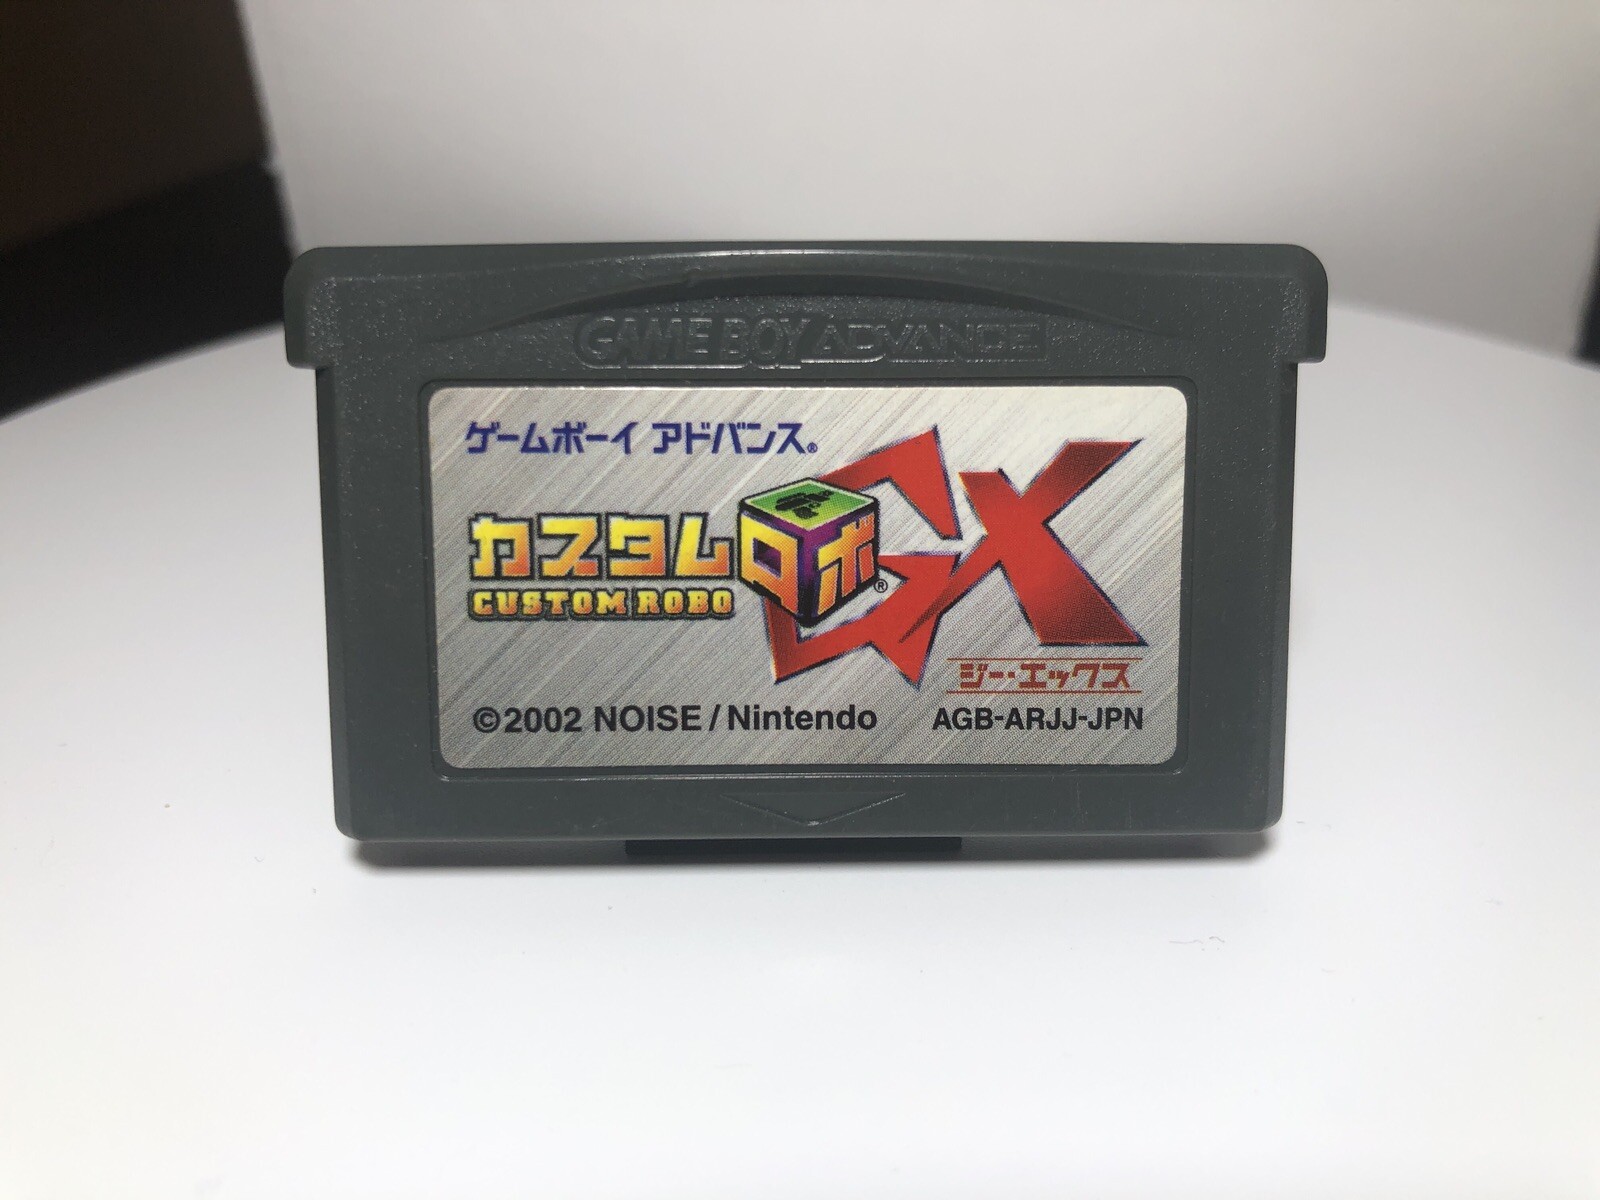 GAME BOY ADVANCE
ゲームボーイ アドバンス®
カスタムロボ® GX
CUSTOM ROBO
ジー・エックス
©2002 NOISE / Nintendo
AGB-ARJJ-JPN